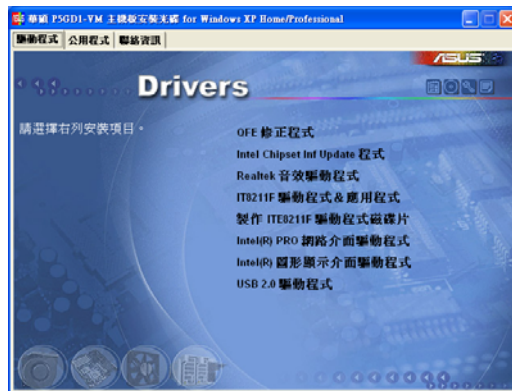 華碩 P5GD1-VM 主機板安裝光碟 for Windows XP Home/Professional
驅動程式 公用程式 聯絡資訊
ASUS
Drivers
請選擇右列安裝項目。
QFE 修正程式
Intel Chipset Inf Update 程式
Realtek 音效驅動程式
IT8211F 驅動程式&應用程式
製作 ITE8211F 驅動程式磁碟片
Intel(R) PRO 網路介面驅動程式
Intel(R) 圖形顯示介面驅動程式
USB 2.0 驅動程式